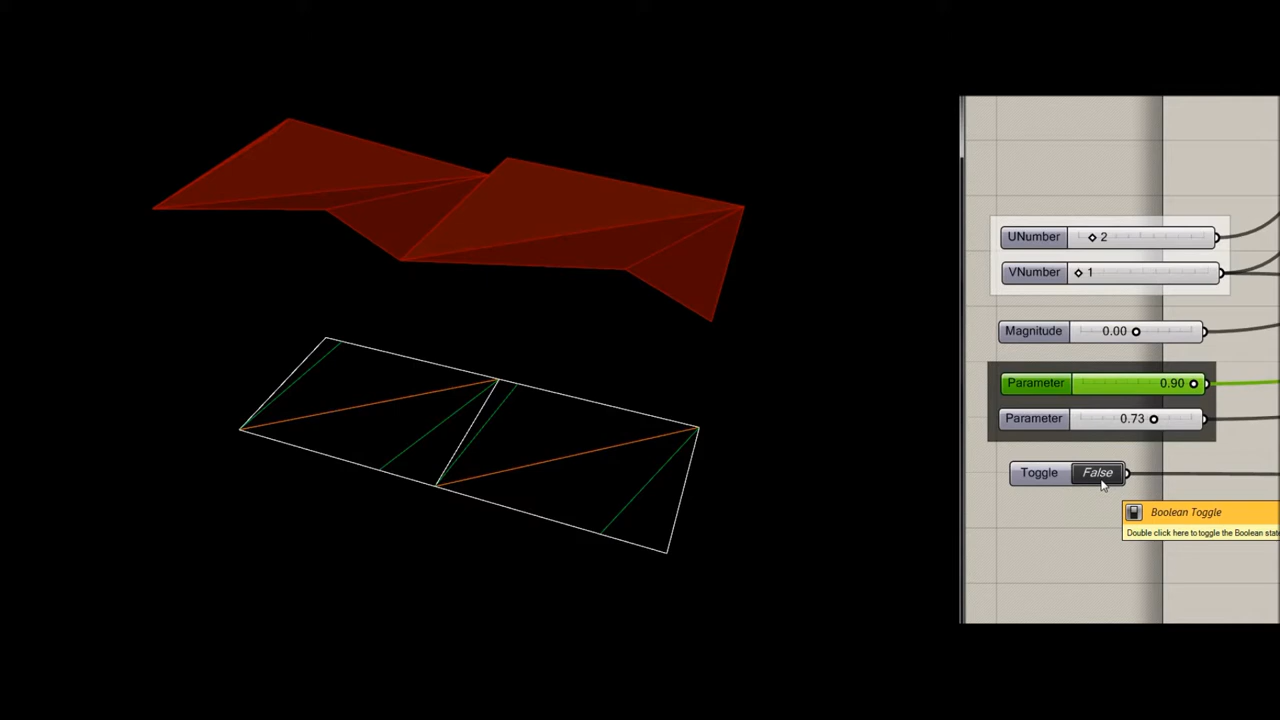 UNumber 2
VNumber 1
Magnitude 0.00
Parameter 0.90
Parameter 0.73
Toggle False
Boolean Toggle
Double click here to toggle the Boolean